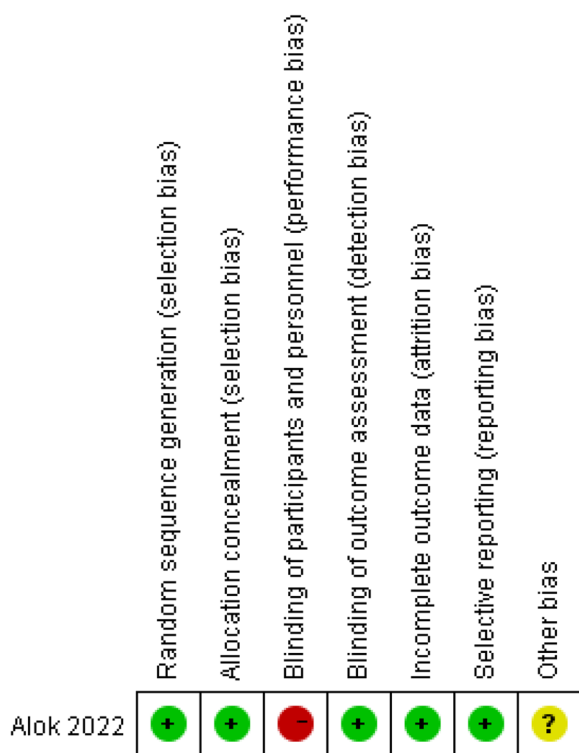 Random sequence generation (selection bias)
Allocation concealment (selection bias)
Blinding of participants and personnel (performance bias)
Blinding of outcome assessment (detection bias)
Incomplete outcome data (attrition bias)
Selective reporting (reporting bias)
Other bias
Alok 2022 + + - + + + ?